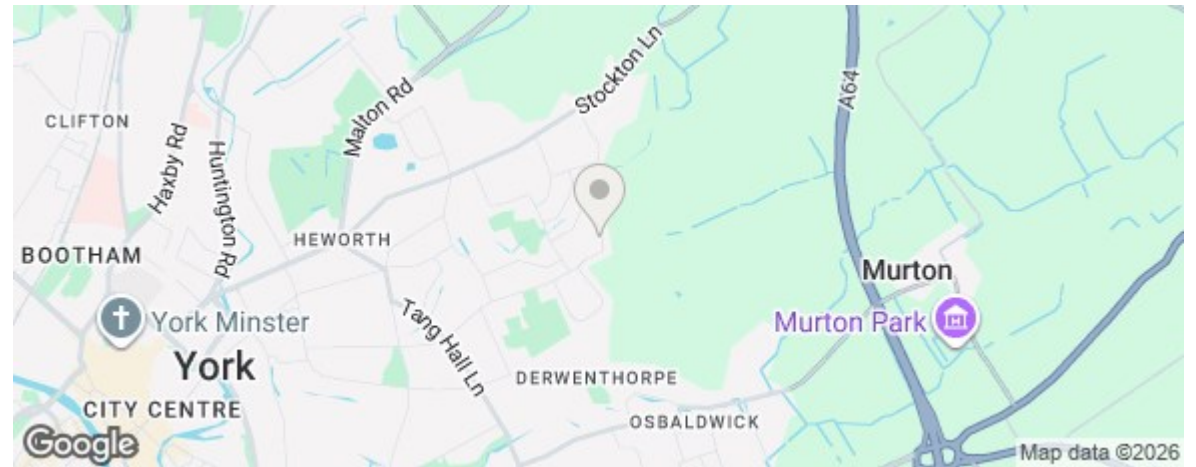 Stockton Ln
A64
Malton Rd
CLIFTON
Haxby Rd
Huntington Rd
HEWORTH
BOOTHAM
Murton
York Minster
Tang Hall Ln
Murton Park
York
DERWENTHORPE
CITY CENTRE
OSBALDWICK
Google
Map data ©2026